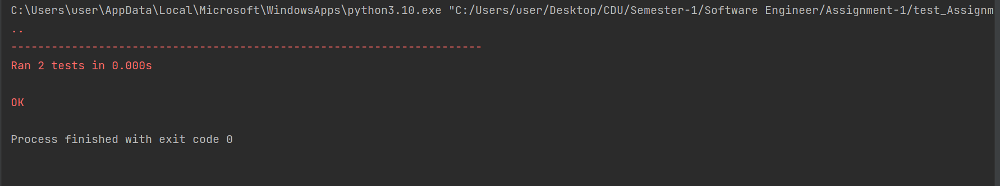 C:\Users\user\AppData\Local\Microsoft\WindowsApps\python3.10.exe "C:/Users/user/Desktop/CDU/Semester-1/Software Engineer/Assignment-1/test_Assignm
..
----------------------------------------------------------------------
Ran 2 tests in 0.000s
OK
Process finished with exit code 0